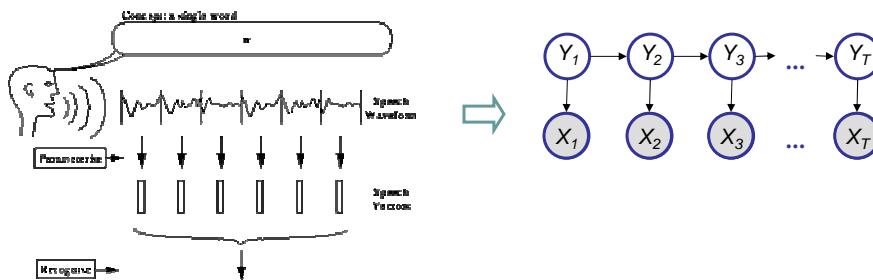 Concept: a single word
w
Speech
Waveform
Parameterise
Speech
Vectors
Recognise
Y1 Y2 Y3 ... YT
X1 X2 X3 ... XT